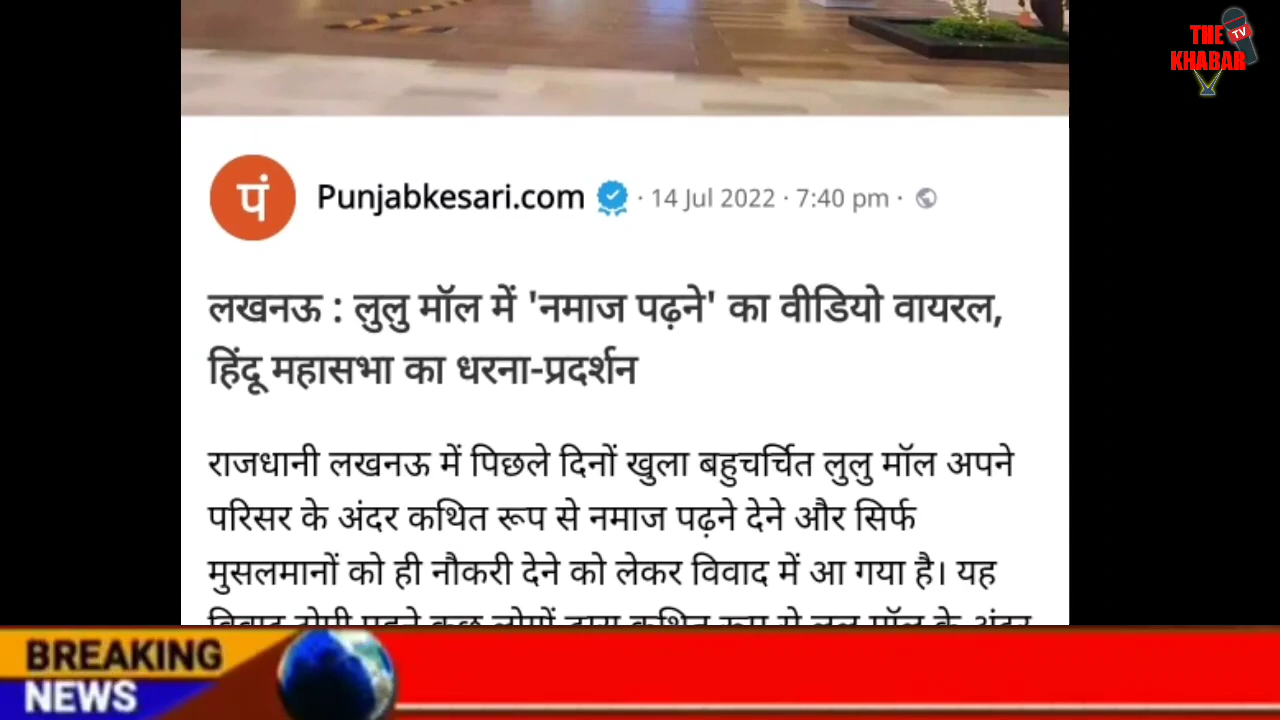 THE
TV
KHABAR
पं
Punjabkesari.com · 14 Jul 2022 · 7:40 pm ·
लखनऊ : लुलु मॉल में 'नमाज पढ़ने' का वीडियो वायरल,
हिंदू महासभा का धरना-प्रदर्शन
राजधानी लखनऊ में पिछले दिनों खुला बहुचर्चित लुलु मॉल अपने
परिसर के अंदर कथित रूप से नमाज पढ़ने देने और सिर्फ
मुसलमानों को ही नौकरी देने को लेकर विवाद में आ गया है। यह
BREAKING
NEWS